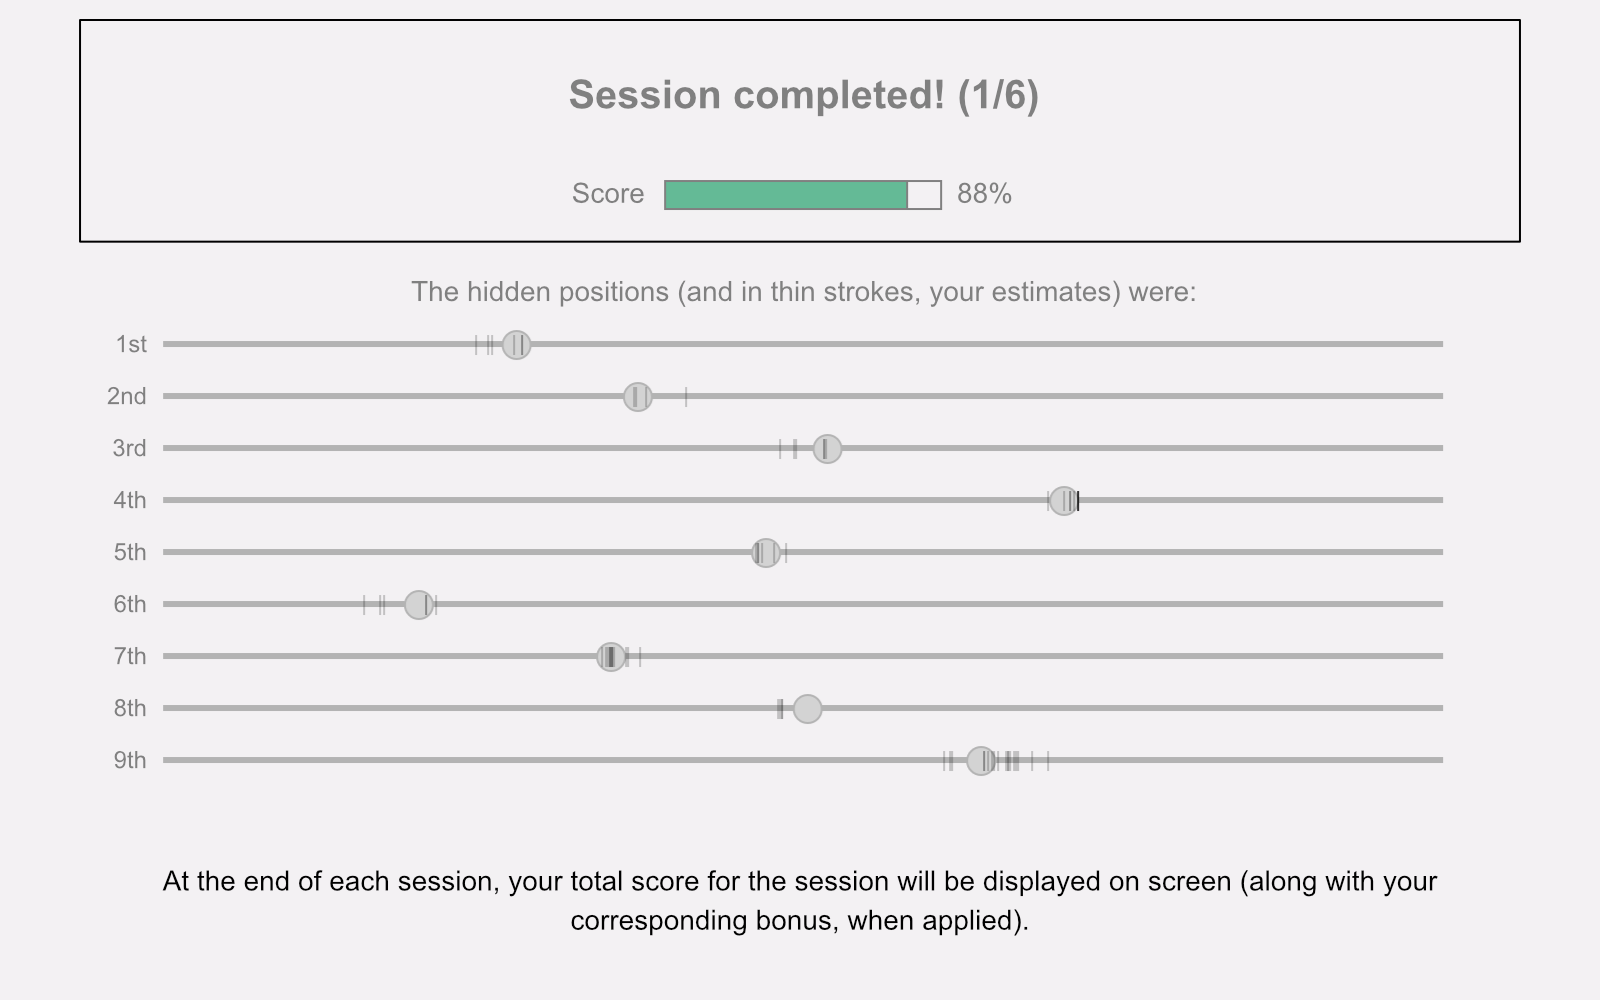 Session completed! (1/6)
Score 88%
The hidden positions (and in thin strokes, your estimates) were:
1st
2nd
3rd
4th
5th
6th
7th
8th
9th
At the end of each session, your total score for the session will be displayed on screen (along with your
corresponding bonus, when applied).